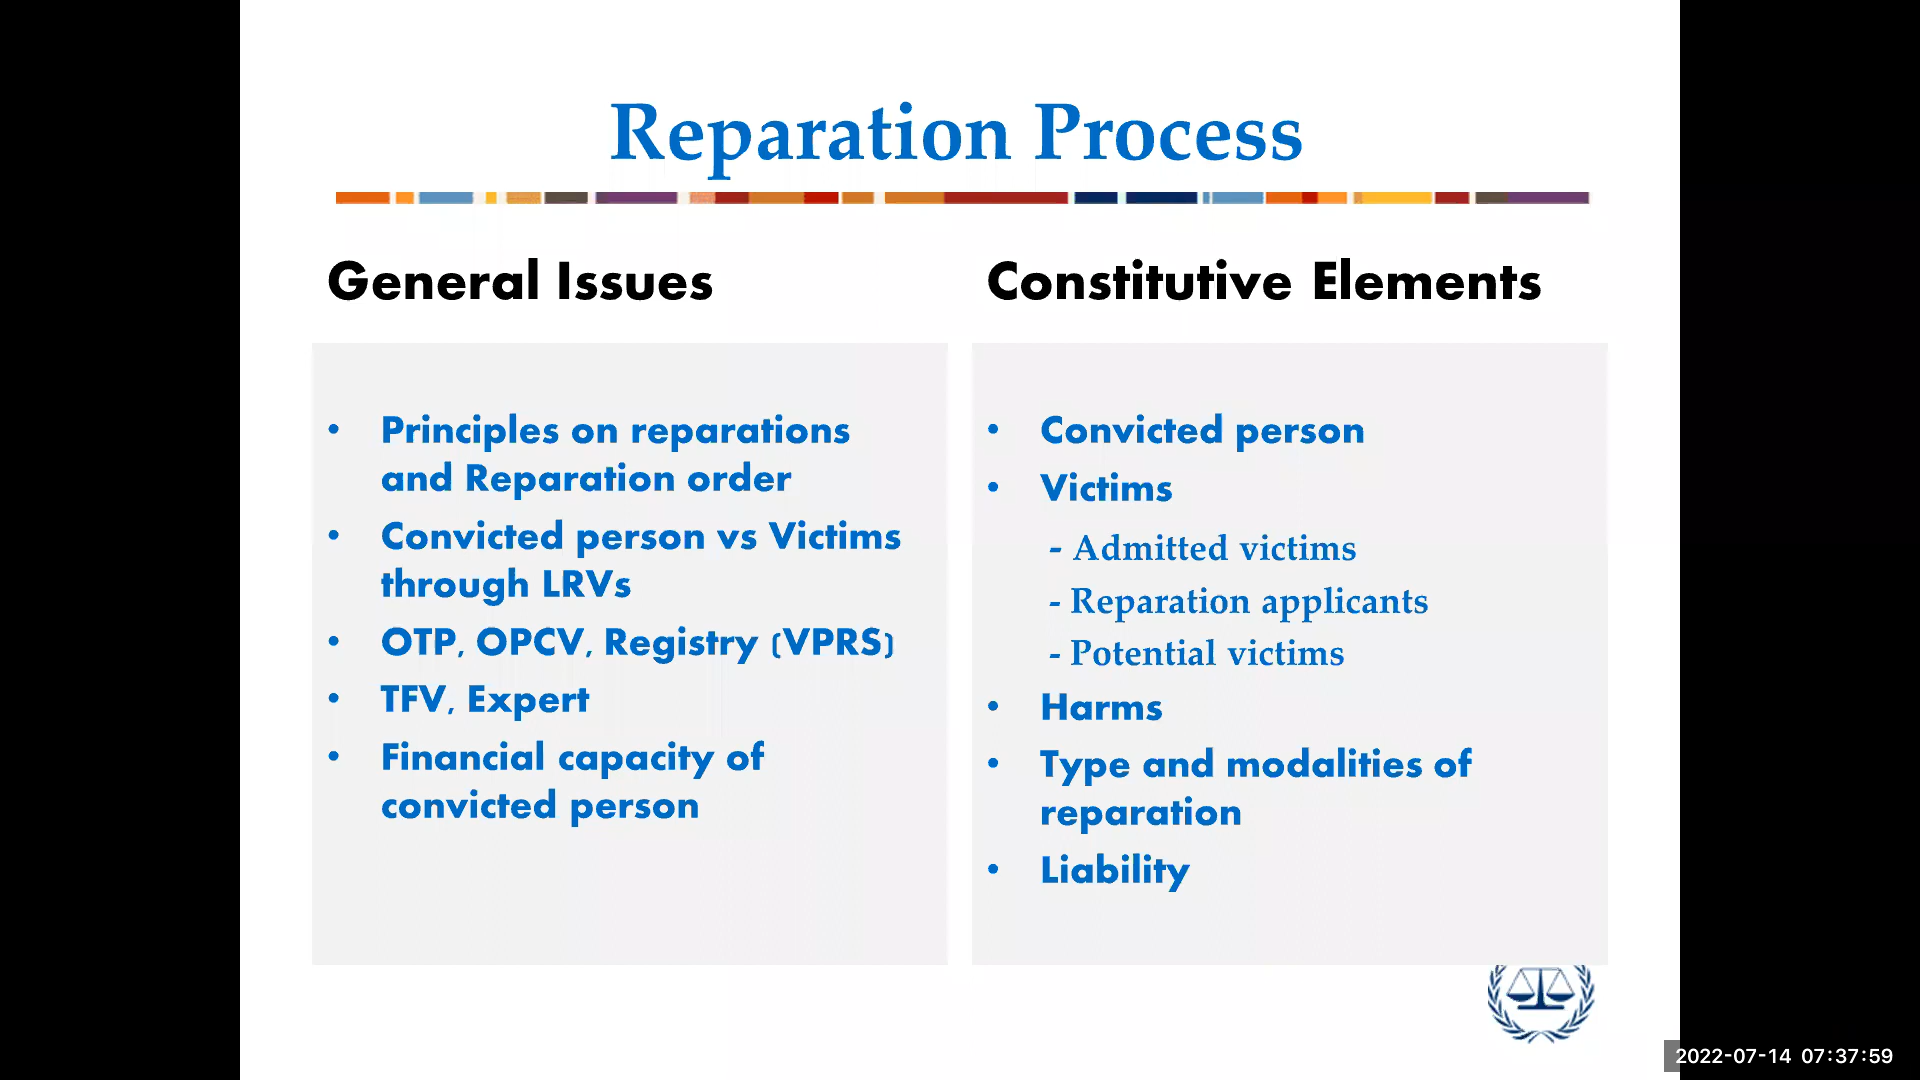 Reparation Process
General Issues
• Principles on reparations
and Reparation order
• Convicted person vs Victims
through LRVs
• OTP, OPCV, Registry (VPRS)
• TFV, Expert
• Financial capacity of
convicted person
Constitutive Elements
• Convicted person
• Victims
- Admitted victims
- Reparation applicants
- Potential victims
• Harms
• Type and modalities of
reparation
• Liability
2022-07-14 07:37:59